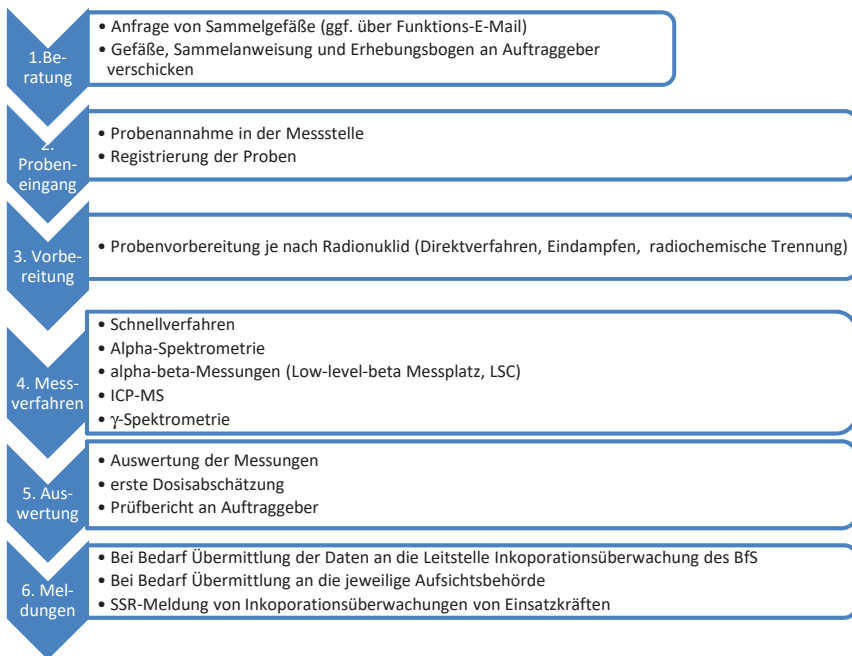 1.Be-
ratung
• Anfrage von Sammelgefäße (ggf. über Funktions-E-Mail)
• Gefäße, Sammelanweisung und Erhebungsbogen an Auftraggeber
verschicken
2.
Proben-
eingang
• Probenannahme in der Messstelle
• Registrierung der Proben
3. Vorbe-
reitung
• Probenvorbereitung je nach Radionuklid (Direktverfahren, Eindampfen, radiochemische Trennung)
4. Mess-
verfahren
• Schnellverfahren
• Alpha-Spektrometrie
• alpha-beta-Messungen (Low-level-beta Messplatz, LSC)
• ICP-MS
• γ-Spektrometrie
5. Aus-
wertung
• Auswertung der Messungen
• erste Dosisabschätzung
• Prüfbericht an Auftraggeber
6. Mel-
dungen
• Bei Bedarf Übermittlung der Daten an die Leitstelle Inkoporationsüberwachung des BfS
• Bei Bedarf Übermittlung an die jeweilige Aufsichtsbehörde
• SSR-Meldung von Inkoporationsüberwachungen von Einsatzkräften